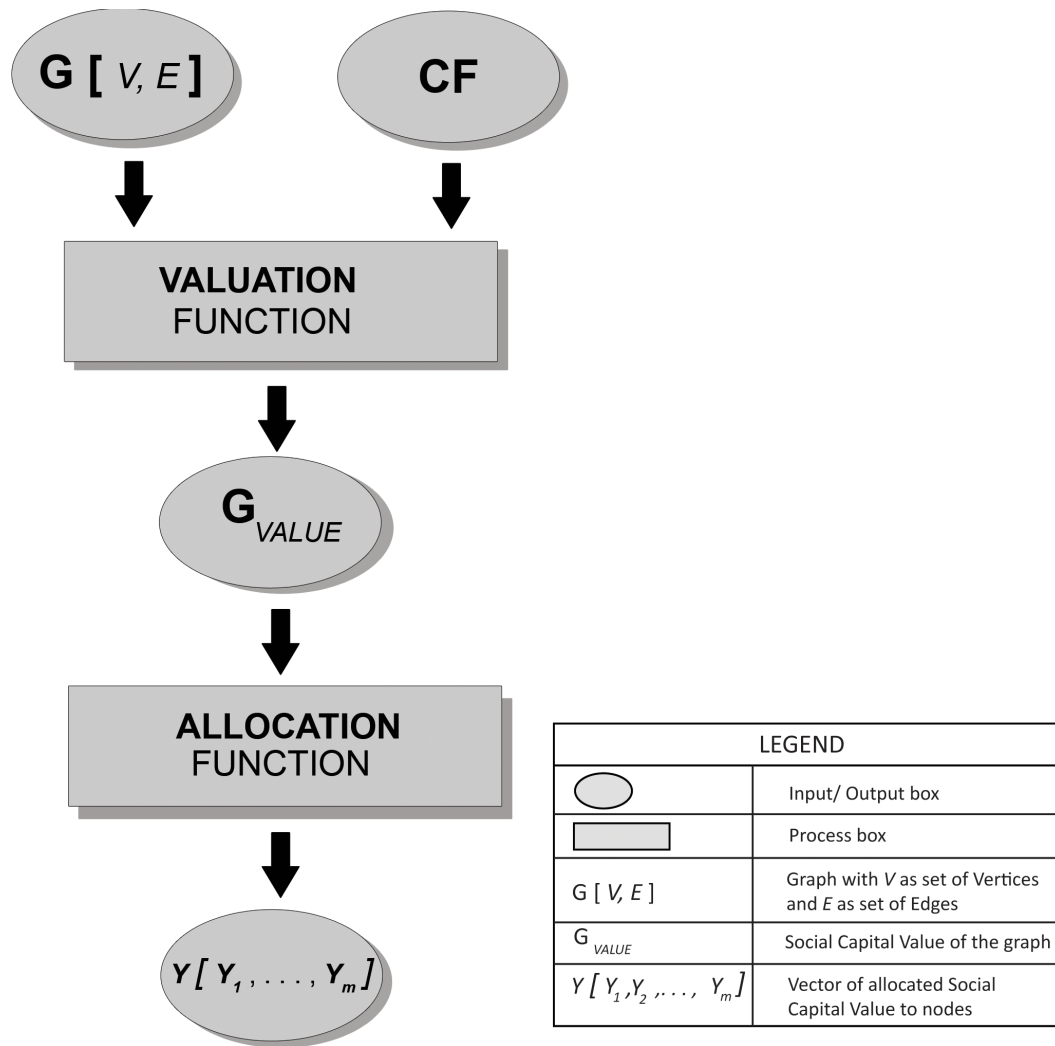 G [ V, E ]
CF
VALUATION
FUNCTION
G VALUE
ALLOCATION
FUNCTION
Y [ Y1 , . . . , Ym ]
LEGEND
Input/ Output box
Process box
G [ V, E ]
Graph with V as set of Vertices
and E as set of Edges
G VALUE
Social Capital Value of the graph
Y [ Y1 ,Y2 ,. . . , Ym ]
Vector of allocated Social
Capital Value to nodes